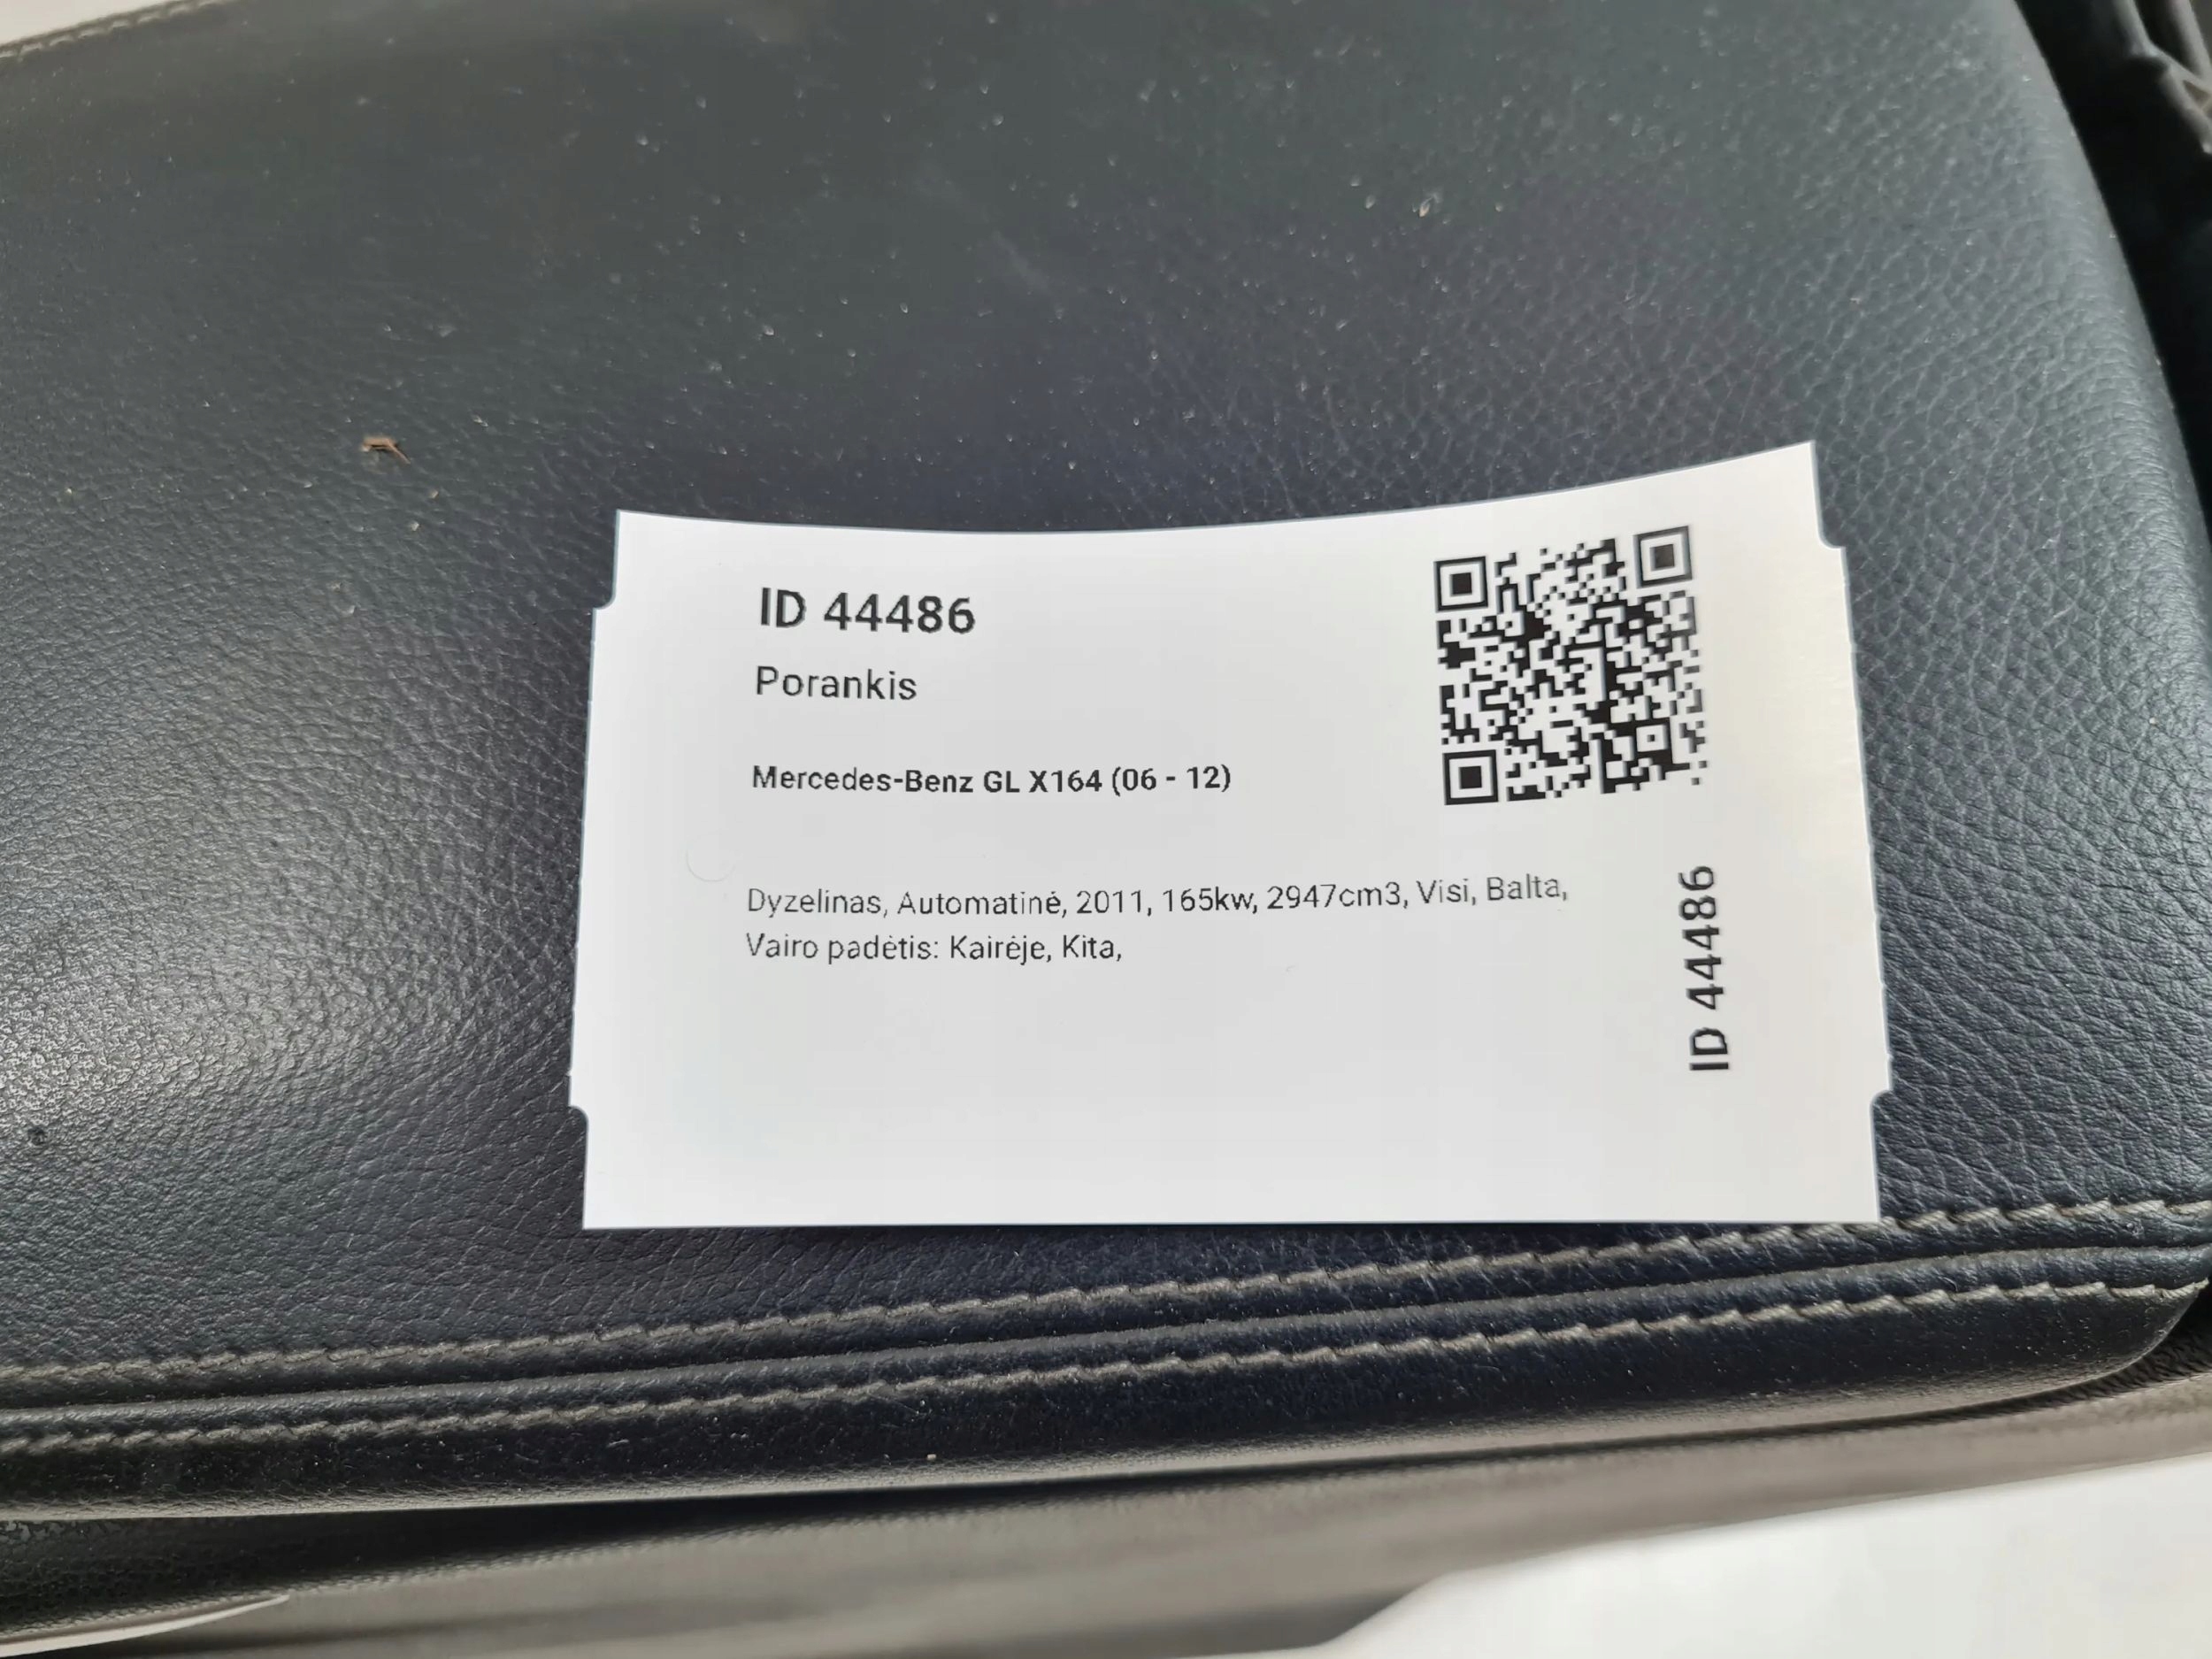 ID 44486
Porankis
Mercedes-Benz GL X164 (06 - 12)
Dyzelinas, Automatinė, 2011, 165kw, 2947cm3, Visi, Balta,
Vairo padėtis: Kairėje, Kita,
ID 44486